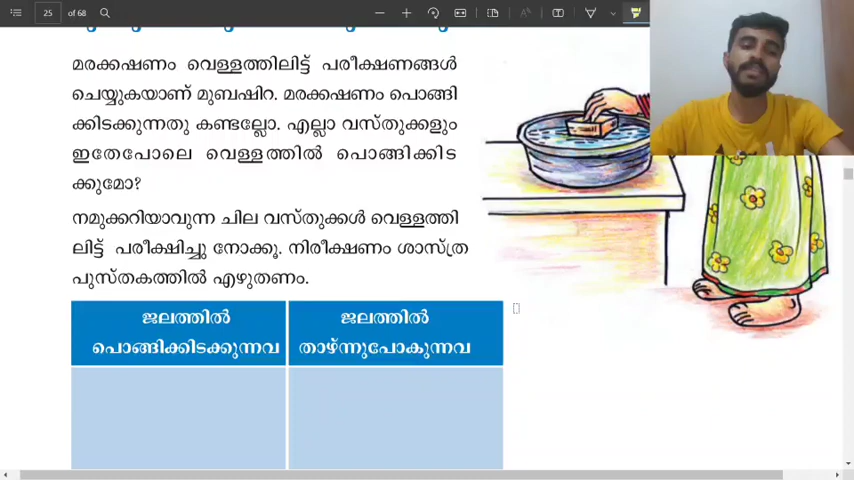 25 of 68
മരക്കഷണം വെള്ളത്തിലിട്ട് പരീക്ഷണങ്ങൾ
ചെയ്യുകയാണ് മുബഷിറ. മരക്കഷണം പൊങ്ങി
ക്കിടക്കുന്നതു കണ്ടല്ലോ. എല്ലാ വസ്തുക്കളും
ഇതേപോലെ വെള്ളത്തിൽ പൊങ്ങിക്കിട
ക്കുമോ?
നമുക്കറിയാവുന്ന ചില വസ്തുക്കൾ വെള്ളത്തി
ലിട്ട് പരീക്ഷിച്ചു നോക്കൂ. നിരീക്ഷണം ശാസ്ത്ര
പുസ്തകത്തിൽ എഴുതണം.
ജലത്തിൽ
പൊങ്ങിക്കിടക്കുന്നവ
ജലത്തിൽ
താഴ്ന്നുപോകുന്നവ